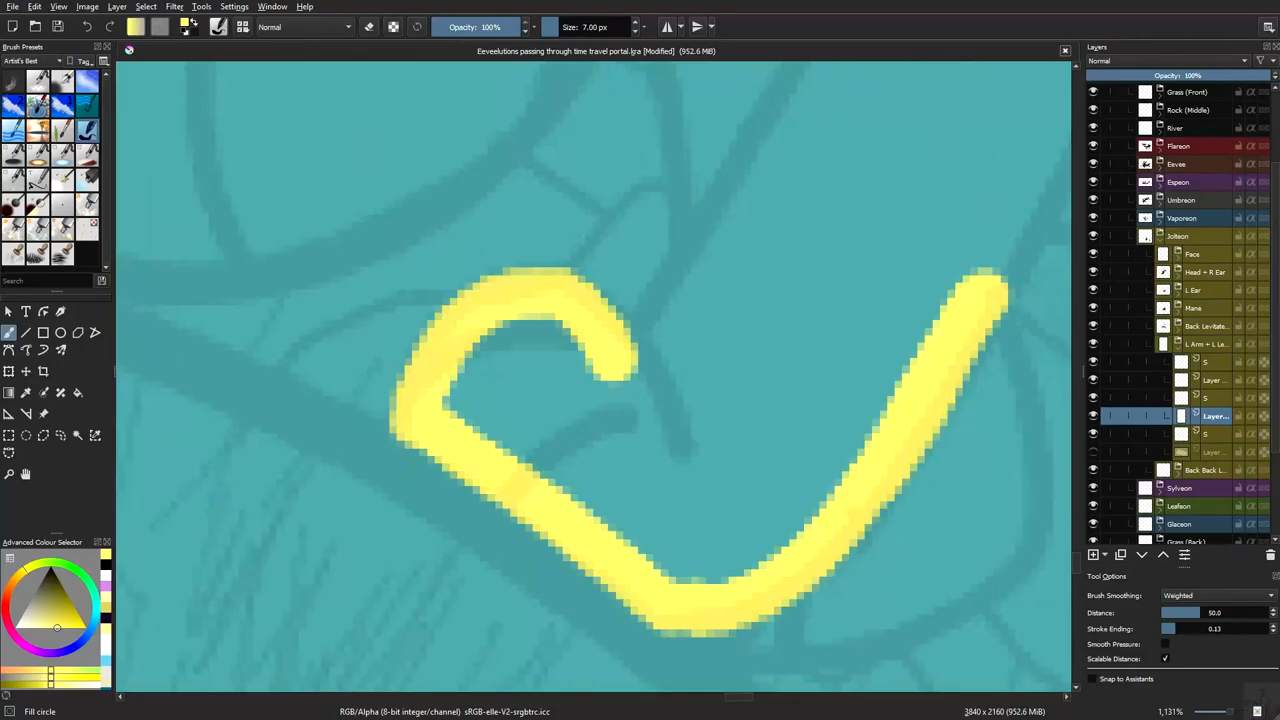 File Edit View Image Layer Select Filter Tools Settings Window Help
Normal Opacity: 100% Size: 7.00 px
Brush Presets
Eeveelutions passing through time travel portal.kra [Modified] (952.6 MiB)
Layers
Artist's Best Tag
Normal
Opacity: 100%
Grass (Front)
Rock (Middle)
River
Flareon
Eevee
Espeon
Umbreon
Vaporeon
Jolteon
Face
Head + R Ear
L Ear
Mane
Back Levitate...
L Arm + L Le...
S
Layer ...
S
Layer...
S
Layer ...
Back Back L...
Sylveon
Leafeon
Glaceon
Grass (Back)
Search
Advanced Colour Selector
Tool Options
Brush Smoothing: Weighted
Distance: 50.0
Stroke Ending: 0.13
Smooth Pressure:
Scalable Distance:
Snap to Assistants
Fill circle
RGB/Alpha (8-bit integer/channel) sRGB-elle-V2-srgbtrc.icc
3840 x 2160 (952.6 MiB)
1,131%